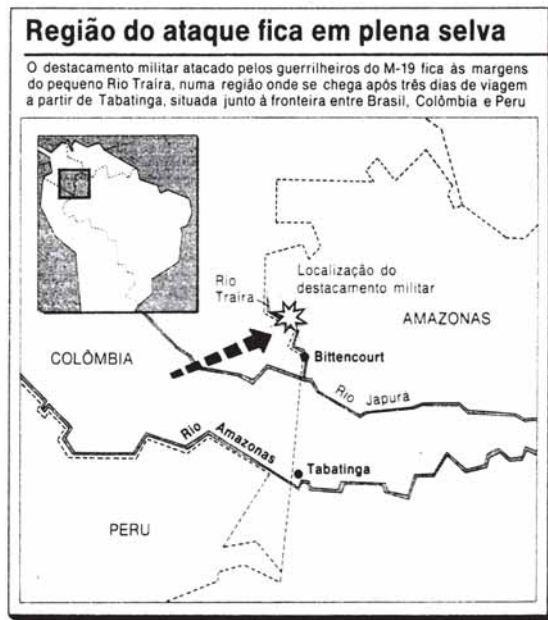 Região do ataque fica em plena selva
O destacamento militar atacado pelos guerrilheiros do M-19 fica às margens
do pequeno Rio Traíra, numa região onde se chega após três dias de viagem
a partir de Tabatinga, situada junto à fronteira entre Brasil, Colômbia e Peru
Rio
Traíra
Localização do
destacamento militar
AMAZONAS
COLÔMBIA
Bittencourt
Rio Japurá
Rio Amazonas
Tabatinga
PERU